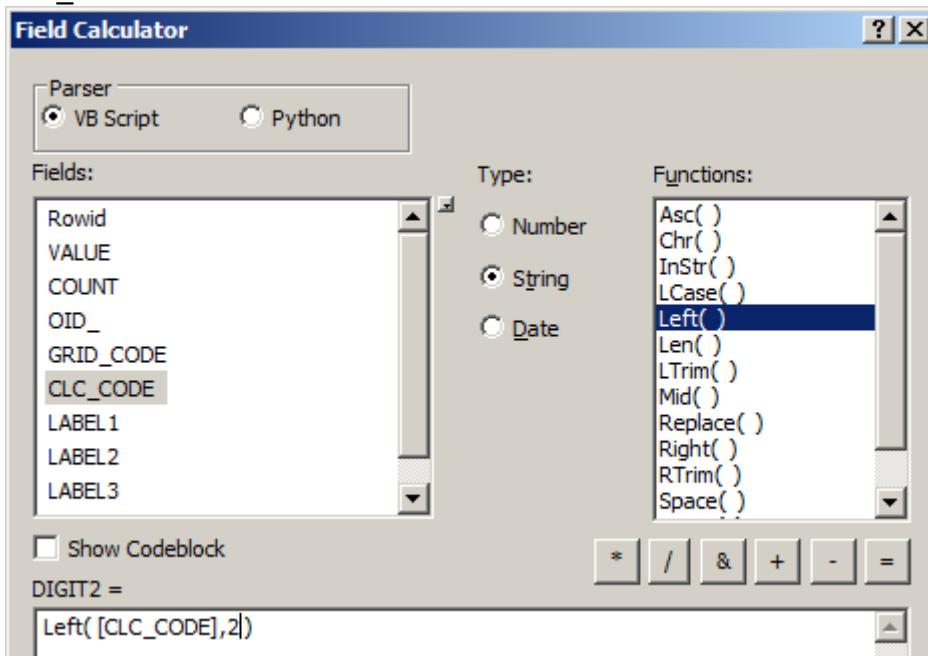 Field Calculator ? X
Parser
VB Script Python
Fields: Type: Functions:
Rowid
VALUE
COUNT
OID_
GRID_CODE
CLC_CODE
LABEL1
LABEL2
LABEL3
Number
String
Date
Asc( )
Chr( )
InStr( )
LCase( )
Left( )
Len( )
LTrim( )
Mid( )
Replace( )
Right( )
RTrim( )
Space( )
Show Codeblock
* / & + - =
DIGIT2 =
Left( [CLC_CODE],2)